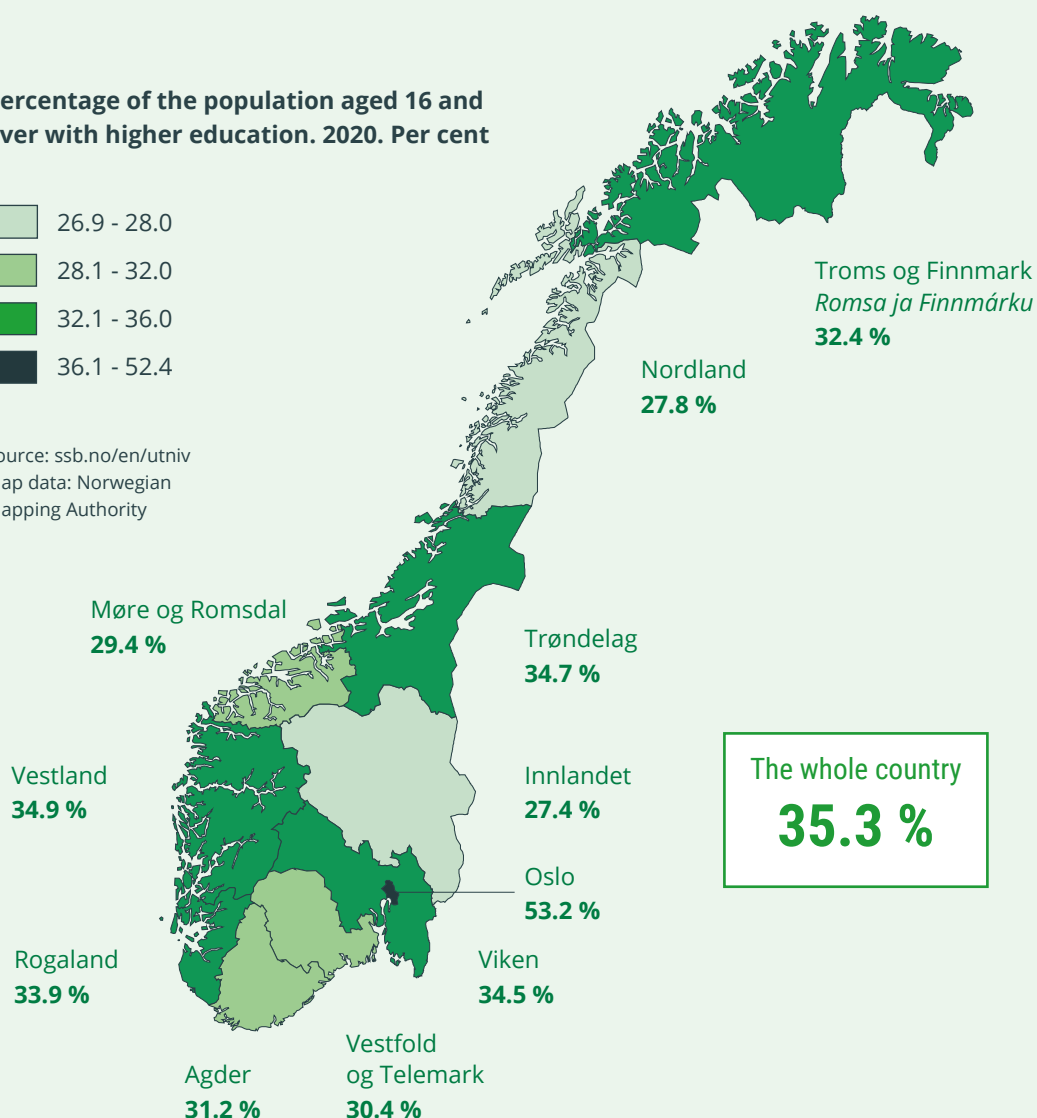 ercentage of the population aged 16 and
ver with higher education. 2020. Per cent
26.9 - 28.0
28.1 - 32.0
32.1 - 36.0
36.1 - 52.4
ource: ssb.no/en/utniv
ap data: Norwegian
apping Authority
Troms og Finnmark
Romsa ja Finnmárku
32.4 %
Nordland
27.8 %
Møre og Romsdal
29.4 %
Trøndelag
34.7 %
Vestland
34.9 %
Innlandet
27.4 %
The whole country
35.3 %
Oslo
53.2 %
Rogaland
33.9 %
Viken
34.5 %
Agder
31.2 %
Vestfold
og Telemark
30.4 %